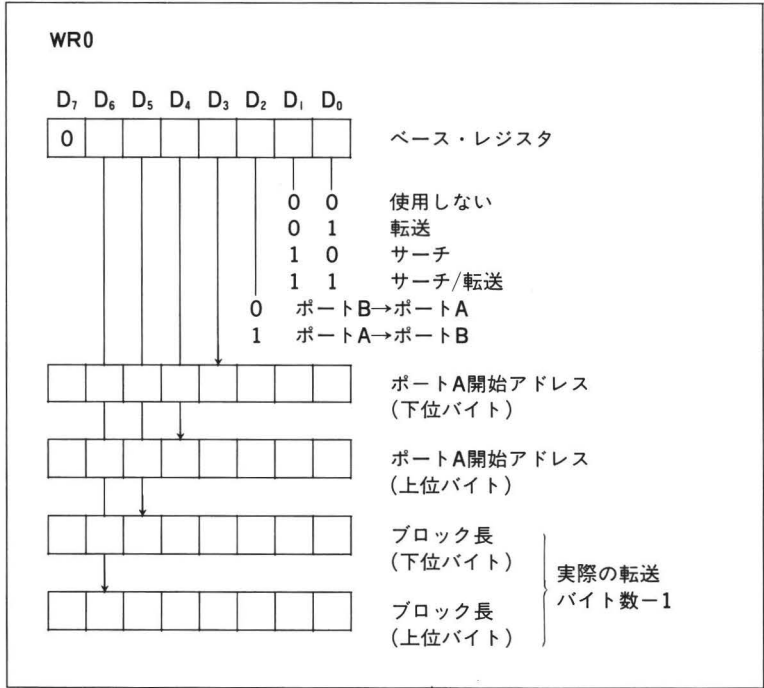 WR0
D₇ D₆ D₅ D₄ D₃ D₂ D₁ D₀
0 ベース・レジスタ
0 0 使用しない
0 1 転送
1 0 サーチ
1 1 サーチ/転送
0 ポートB→ポートA
1 ポートA→ポートB
ポートA開始アドレス
(下位バイト)
ポートA開始アドレス
(上位バイト)
ブロック長
(下位バイト)
実際の転送
バイト数−1
ブロック長
(上位バイト)